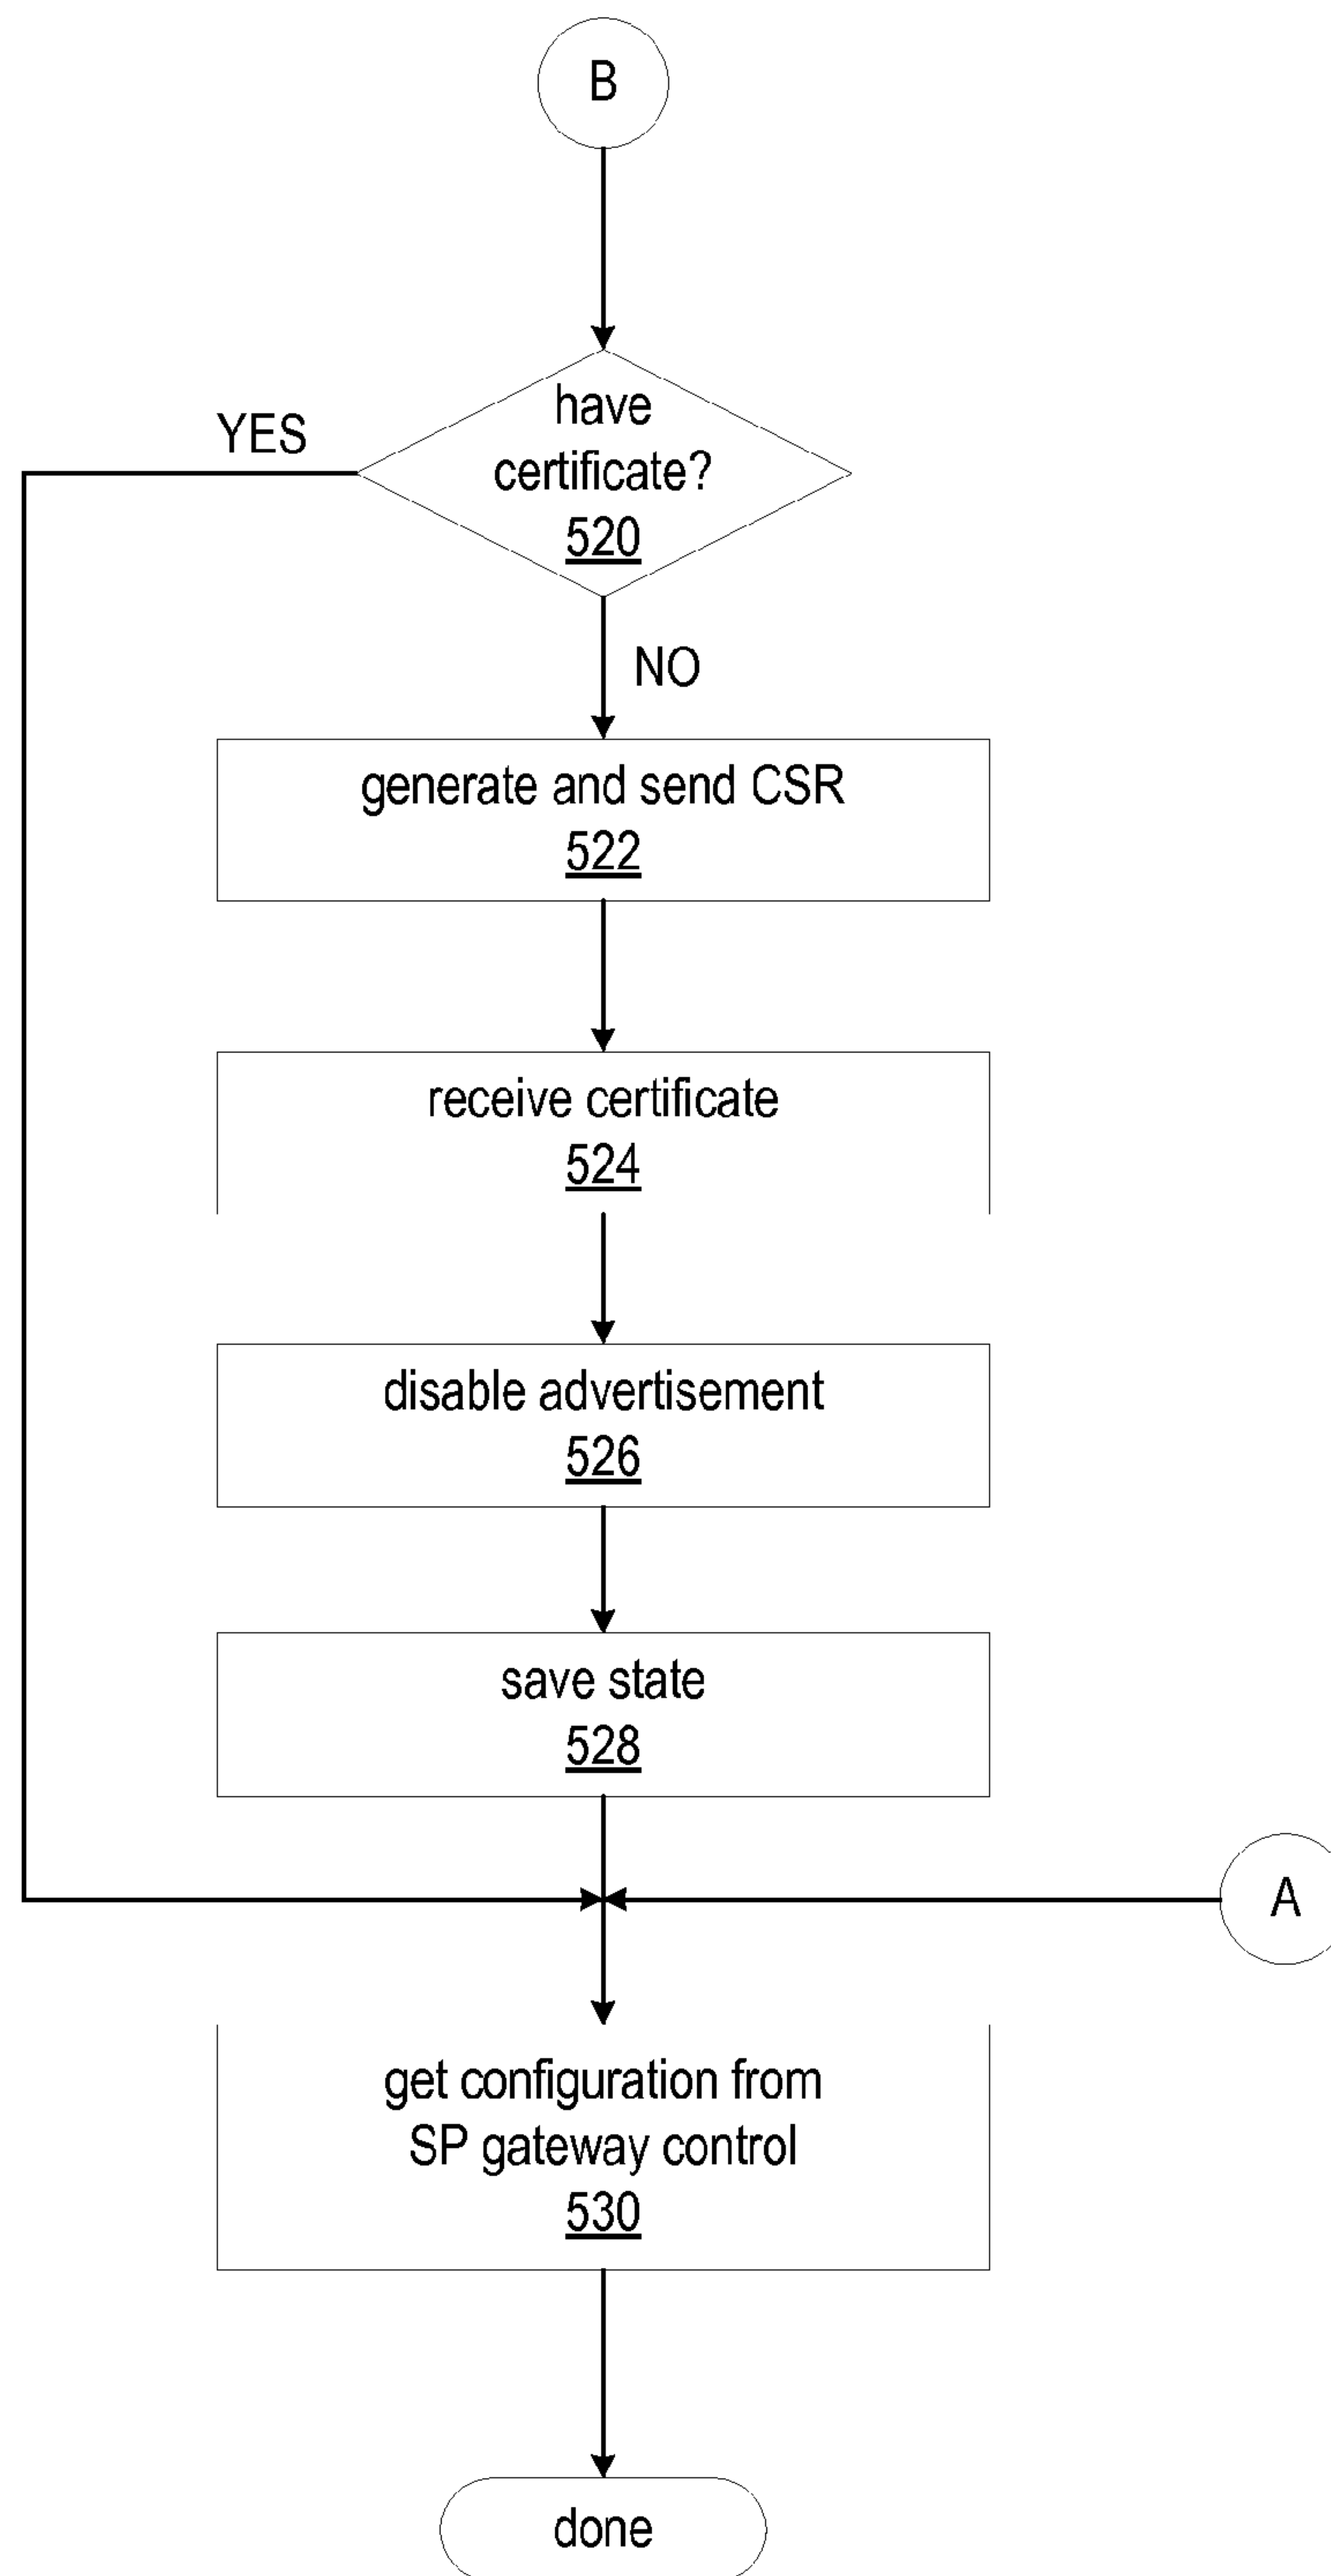 B
have
certificate?
520
YES
NO
generate and send CSR
522
receive certificate
524
disable advertisement
526
save state
528
A
get configuration from
SP gateway control
530
done